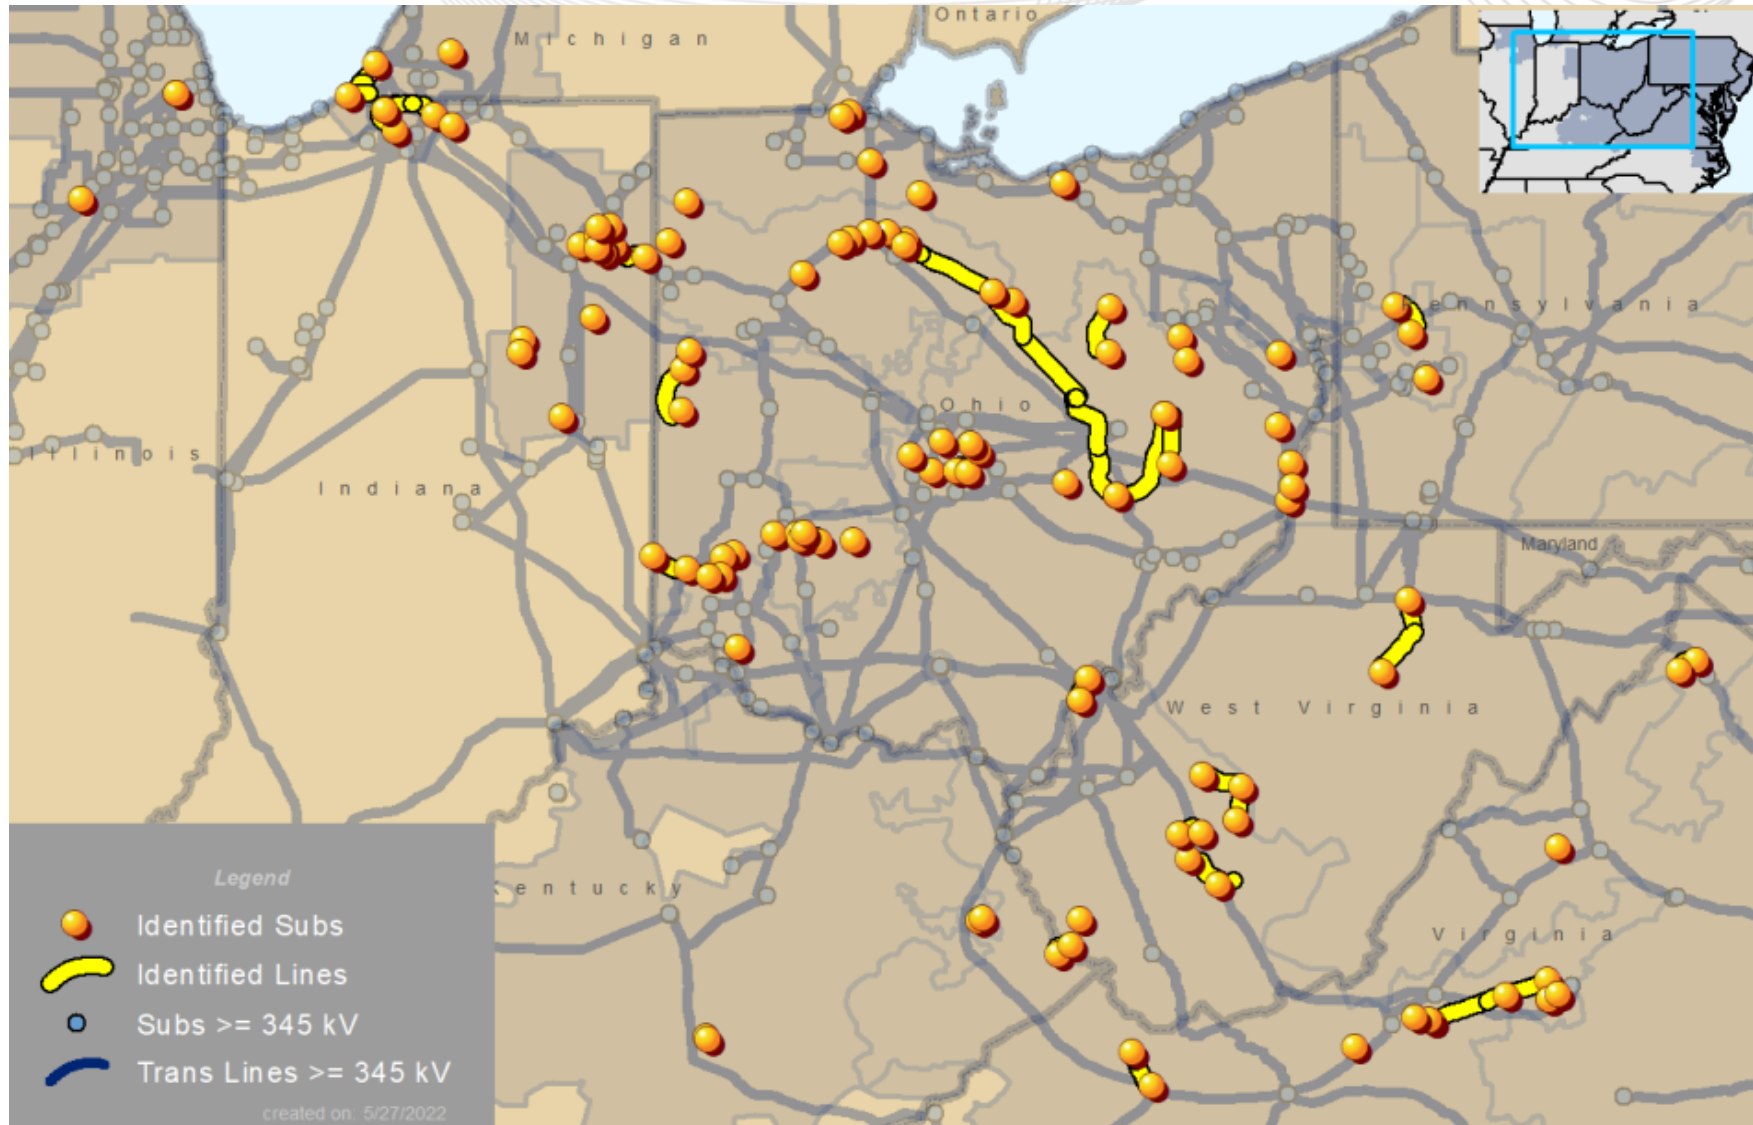 Ontario
Michigan
Pennsylvania
Ohio
Illinois
Indiana
Maryland
West Virginia
Kentucky
Virginia
Legend
Identified Subs
Identified Lines
Subs >= 345 kV
Trans Lines >= 345 kV
created on: 5/27/2022